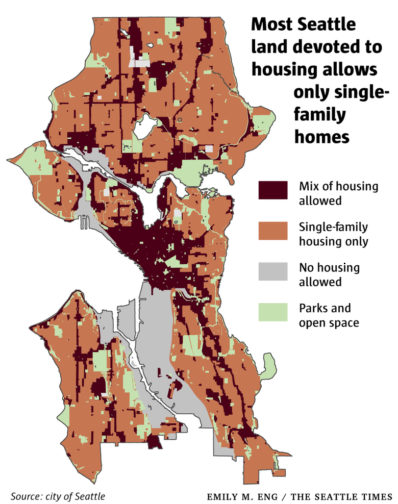 Most Seattle
land devoted to
housing allows
only single-
family
homes
Mix of housing
allowed
Single-family
housing only
No housing
allowed
Parks and
open space
Source: city of Seattle
EMILY M. ENG / THE SEATTLE TIMES